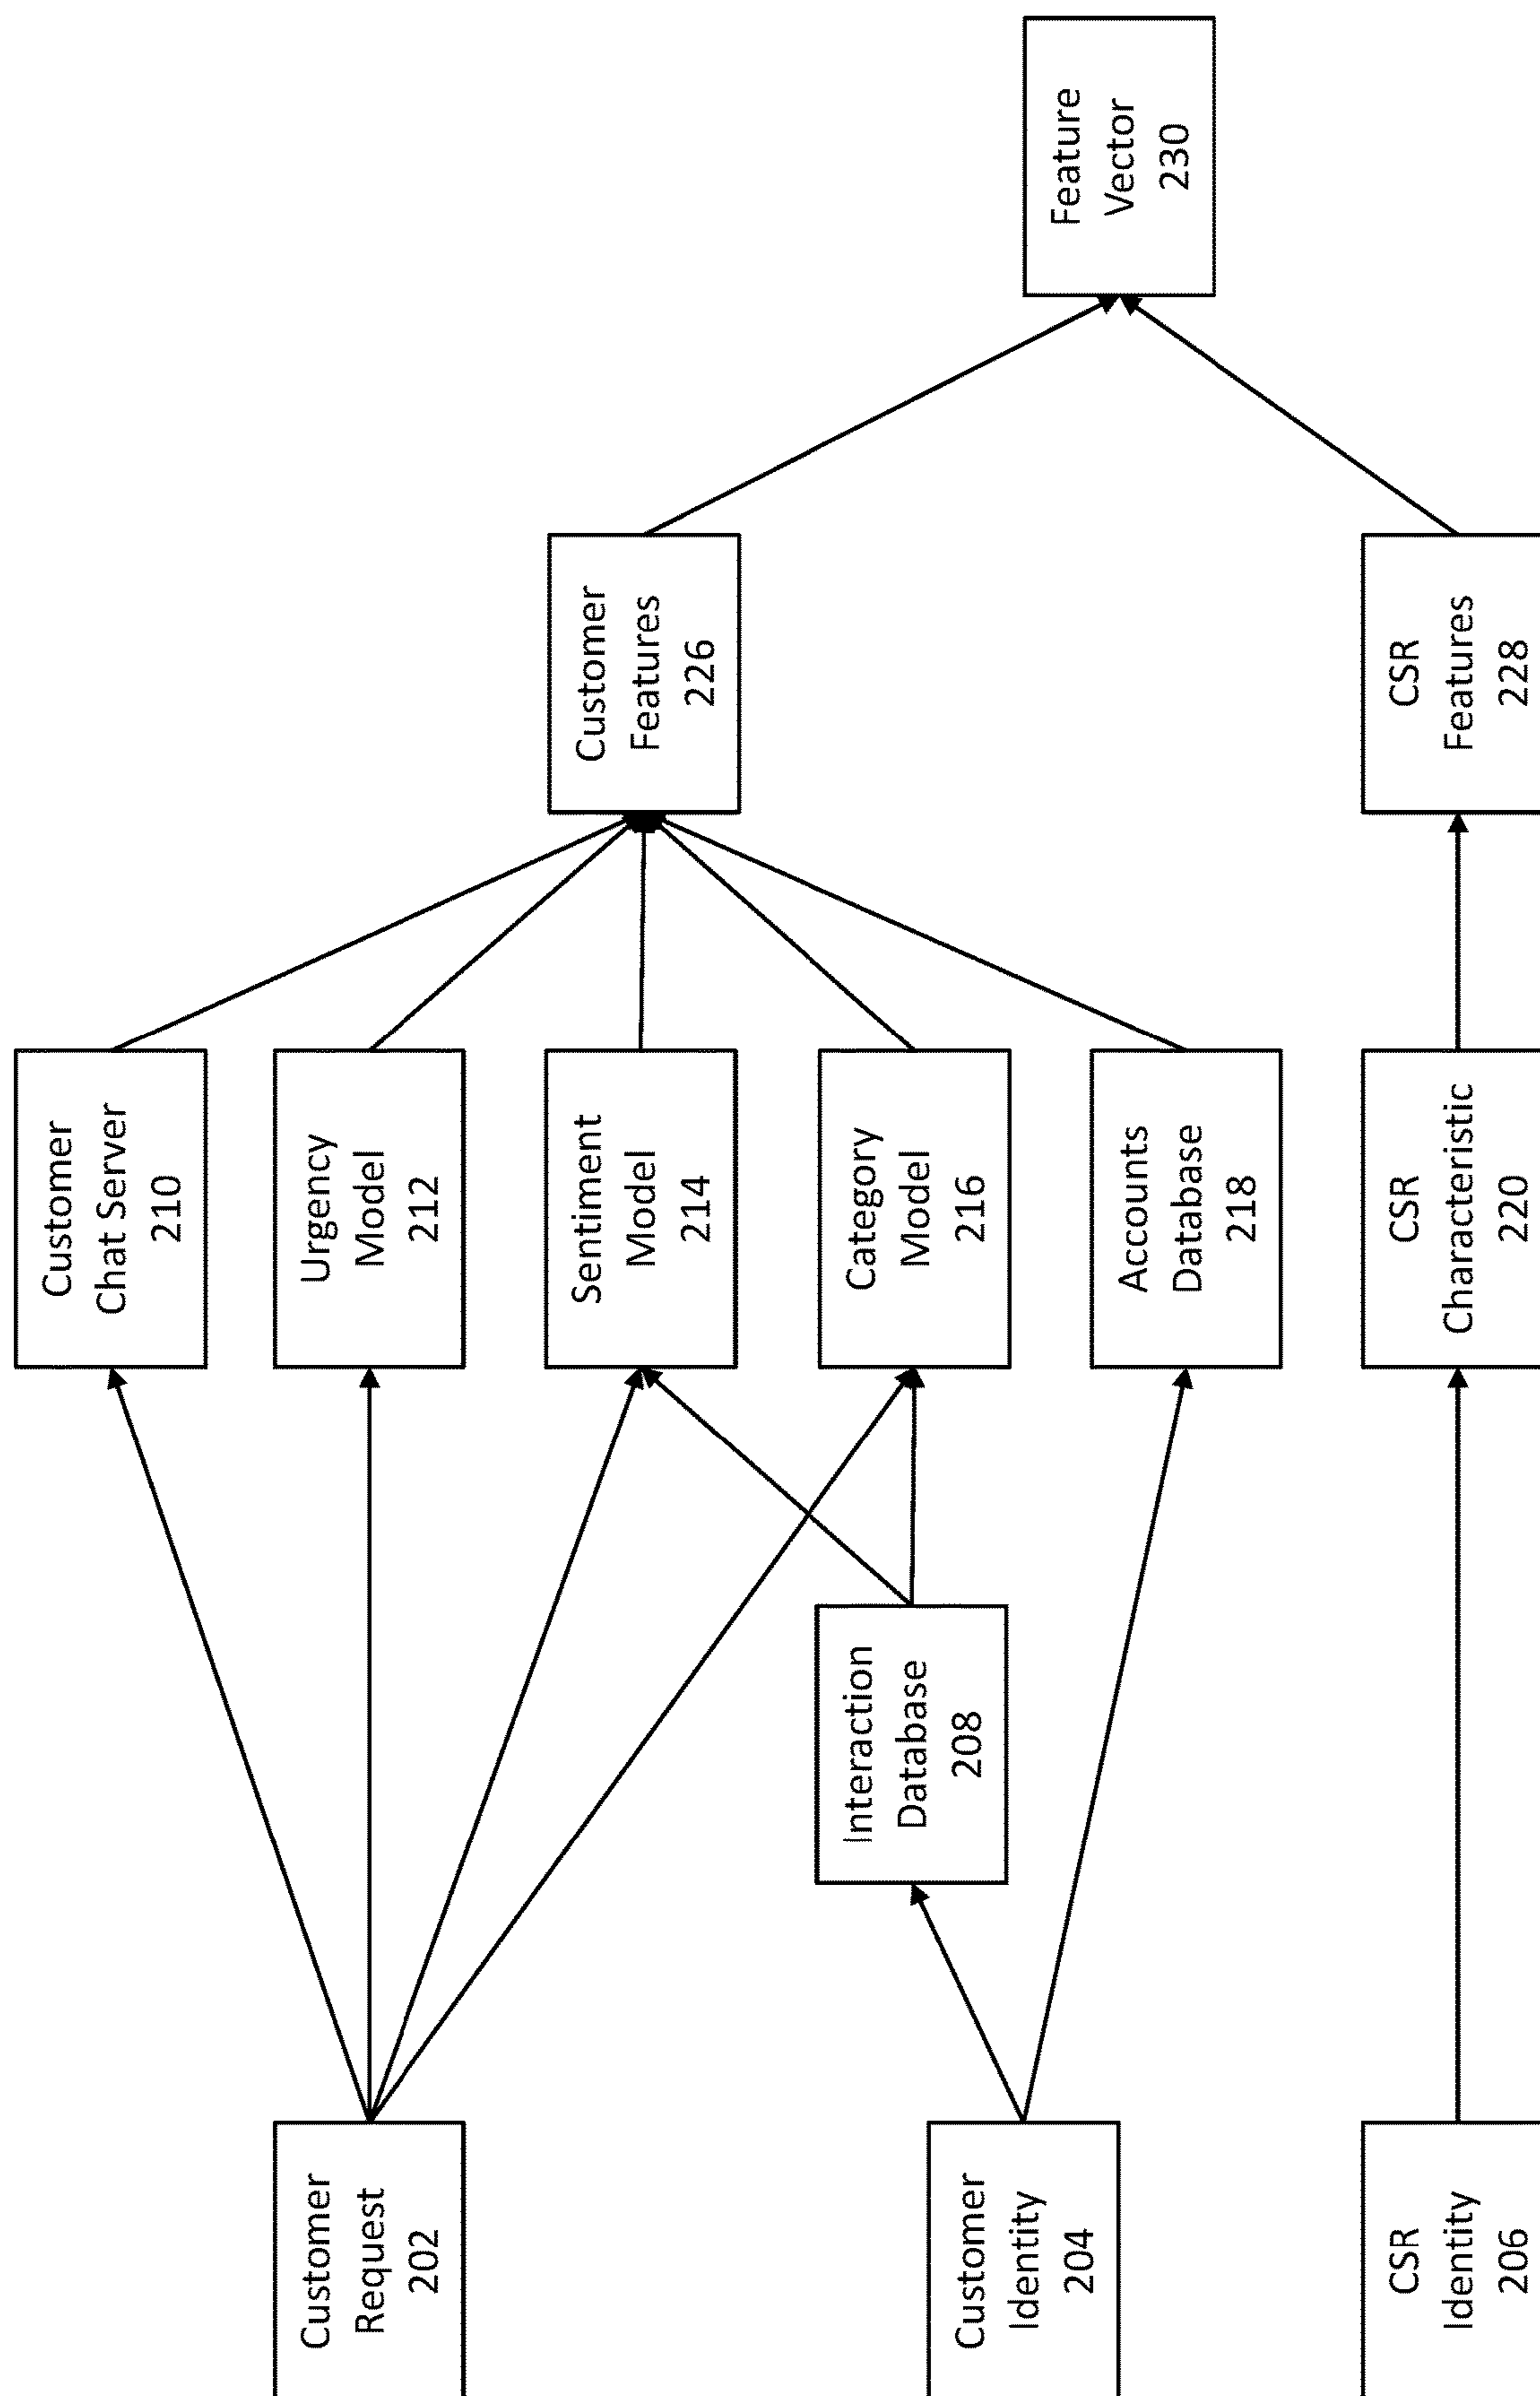 Customer
Request
202
Customer
Identity
204
CSR
Identity
206
Interaction
Database
208
Customer
Chat Server
210
Urgency
Model
212
Sentiment
Model
214
Category
Model
216
Accounts
Database
218
CSR
Characteristic
220
Customer
Features
226
CSR
Features
228
Feature
Vector
230